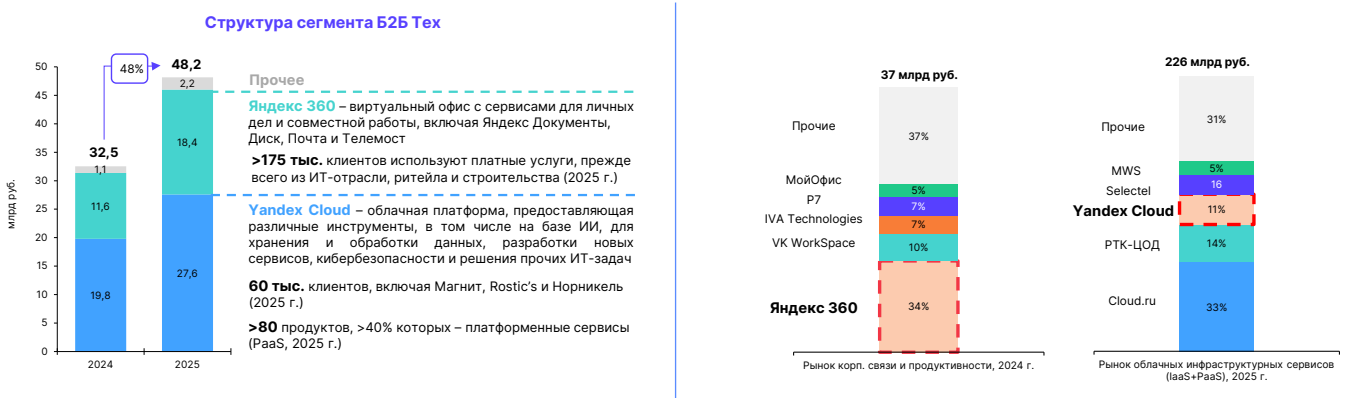 Структура сегмента Б2Б Тех
млрд руб.
50
45
40
35
30
25
20
15
10
5
0
48%
32,5
1,1
11,6
19,8
2024
48,2
2,2
18,4
27,6
2025
Прочее
Яндекс 360 – виртуальный офис с сервисами для личных
дел и совместной работы, включая Яндекс Документы,
Диск, Почта и Телемост
>175 тыс. клиентов используют платные услуги, прежде
всего из ИТ-отрасли, ритейла и строительства (2025 г.)
Yandex Cloud – облачная платформа, предоставляющая
различные инструменты, в том числе на базе ИИ, для
хранения и обработки данных, разработки новых
сервисов, кибербезопасности и решения прочих ИТ-задач
60 тыс. клиентов, включая Магнит, Rostic’s и Норникель
(2025 г.)
>80 продуктов, >40% которых – платформенные сервисы
(PaaS, 2025 г.)
37 млрд руб.
Прочие
37%
МойОфис
5%
Р7
7%
IVA Technologies
7%
VK WorkSpace
10%
Яндекс 360
34%
Рынок корп. связи и продуктивности, 2024 г.
226 млрд руб.
Прочие
31%
MWS
5%
Selectel
16
Yandex Cloud
11%
РТК-ЦОД
14%
Cloud.ru
33%
Рынок облачных инфраструктурных сервисов
(IaaS+PaaS), 2025 г.